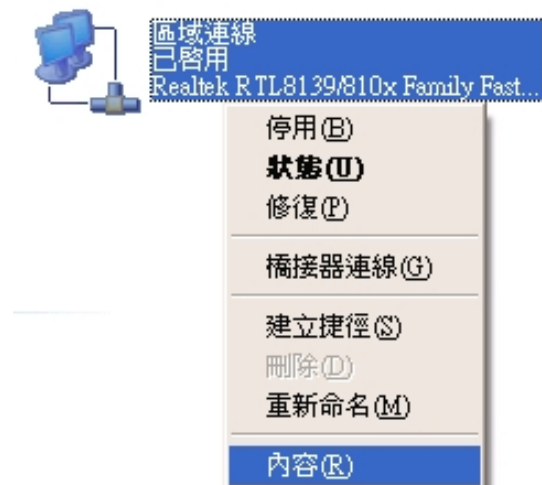 區域連線
已啓用
Realtek RTL8139/810x Family Fast...
停用(B)
狀態(U)
修復(P)
橋接器連線(G)
建立捷徑(S)
刪除(D)
重新命名(M)
內容(R)